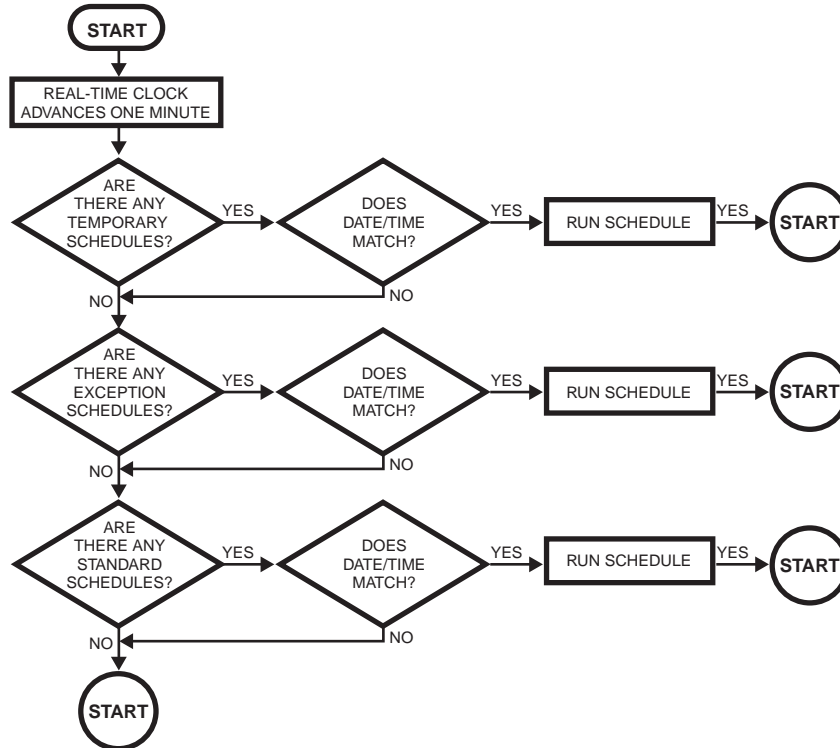 START
REAL-TIME CLOCK
ADVANCES ONE MINUTE
ARE
THERE ANY
TEMPORARY
SCHEDULES?
YES
DOES
DATE/TIME
MATCH?
YES
RUN SCHEDULE
YES
START
NO
NO
ARE
THERE ANY
EXCEPTION
SCHEDULES?
YES
DOES
DATE/TIME
MATCH?
YES
RUN SCHEDULE
YES
START
NO
NO
ARE
THERE ANY
STANDARD
SCHEDULES?
YES
DOES
DATE/TIME
MATCH?
YES
RUN SCHEDULE
YES
START
NO
NO
START